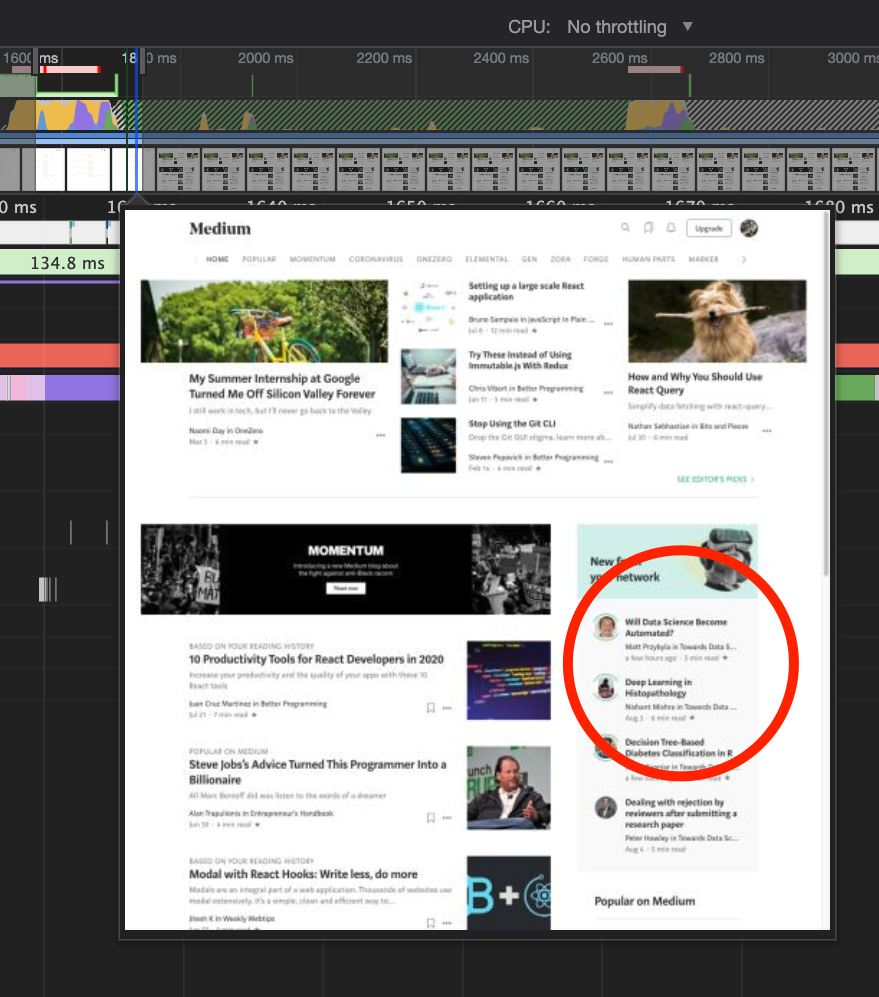 CPU: No throttling ▼
1600 ms
18 0 ms
2000 ms
2200 ms
2400 ms
2600 ms
2800 ms
3000 ms
0 ms
1680 ms
134.8 ms
Medium
Upgrade
HOME POPULAR MOMENTUM CORONAVIRUS ONEZERO ELEMENTAL GEN ZORA FORGE HUMAN PARTS MARKER
My Summer Internship at Google
Turned Me Off Silicon Valley Forever
I still work in tech, but I'll never go back to the Valley
Naomi Day in OneZero
Mar 3 · 6 min read ★
Setting up a large scale React
application
Bruno Sampaio in JavaScript In Plain ...
Jul 6 · 12 min read ★
Try These Instead of Using
Immutable.js With Redux
Chris Vibert in Better Programming
Jun 11 · 3 min read ★
Stop Using the Git CLI
Drop the Git GUI stigma, learn more ab...
Steven Popovich in Better Programming
Feb 14 · 4 min read ★
How and Why You Should Use
React Query
Simplify data fetching with react-query...
Nathan Sebhastian in Bits and Pieces
Jul 30 · 6 min read
SEE EDITOR'S PICKS
MOMENTUM
Introducing a new Medium blog about
the fight against anti-Black racism
Read now
BASED ON YOUR READING HISTORY
10 Productivity Tools for React Developers in 2020
Increase your productivity and the quality of your apps with these 10
React tools
Juan Cruz Martinez in Better Programming
Jul 21 · 7 min read ★
POPULAR ON MEDIUM
Steve Jobs's Advice Turned This Programmer Into a
Billionaire
All Marc Benioff did was listen to the words of a dreamer
Alan Trapulionis in Entrepreneur's Handbook
Jun 30 · 4 min read ★
BASED ON YOUR READING HISTORY
Modal with React Hooks: Write less, do more
Modals are an integral part of a web application. Thousands of websites use
modal extensively. It's a simple, clean and efficient way to...
Jitesh K in Weekly Webtips
New from
your network
Will Data Science Become
Automated?
Matt Przybyla in Towards Data S...
a few hours ago · 3 min read ★
Deep Learning in
Histopathology
Nishant Mishra in Towards Data ...
Aug 3 · 6 min read ★
Decision Tree-Based
Diabetes Classification in R
in Towards D...
a few
read ★
Dealing with rejection by
reviewers after submitting a
research paper
Peter Howley in Towards Data Sc...
Aug 4 · 5 min read
Popular on Medium